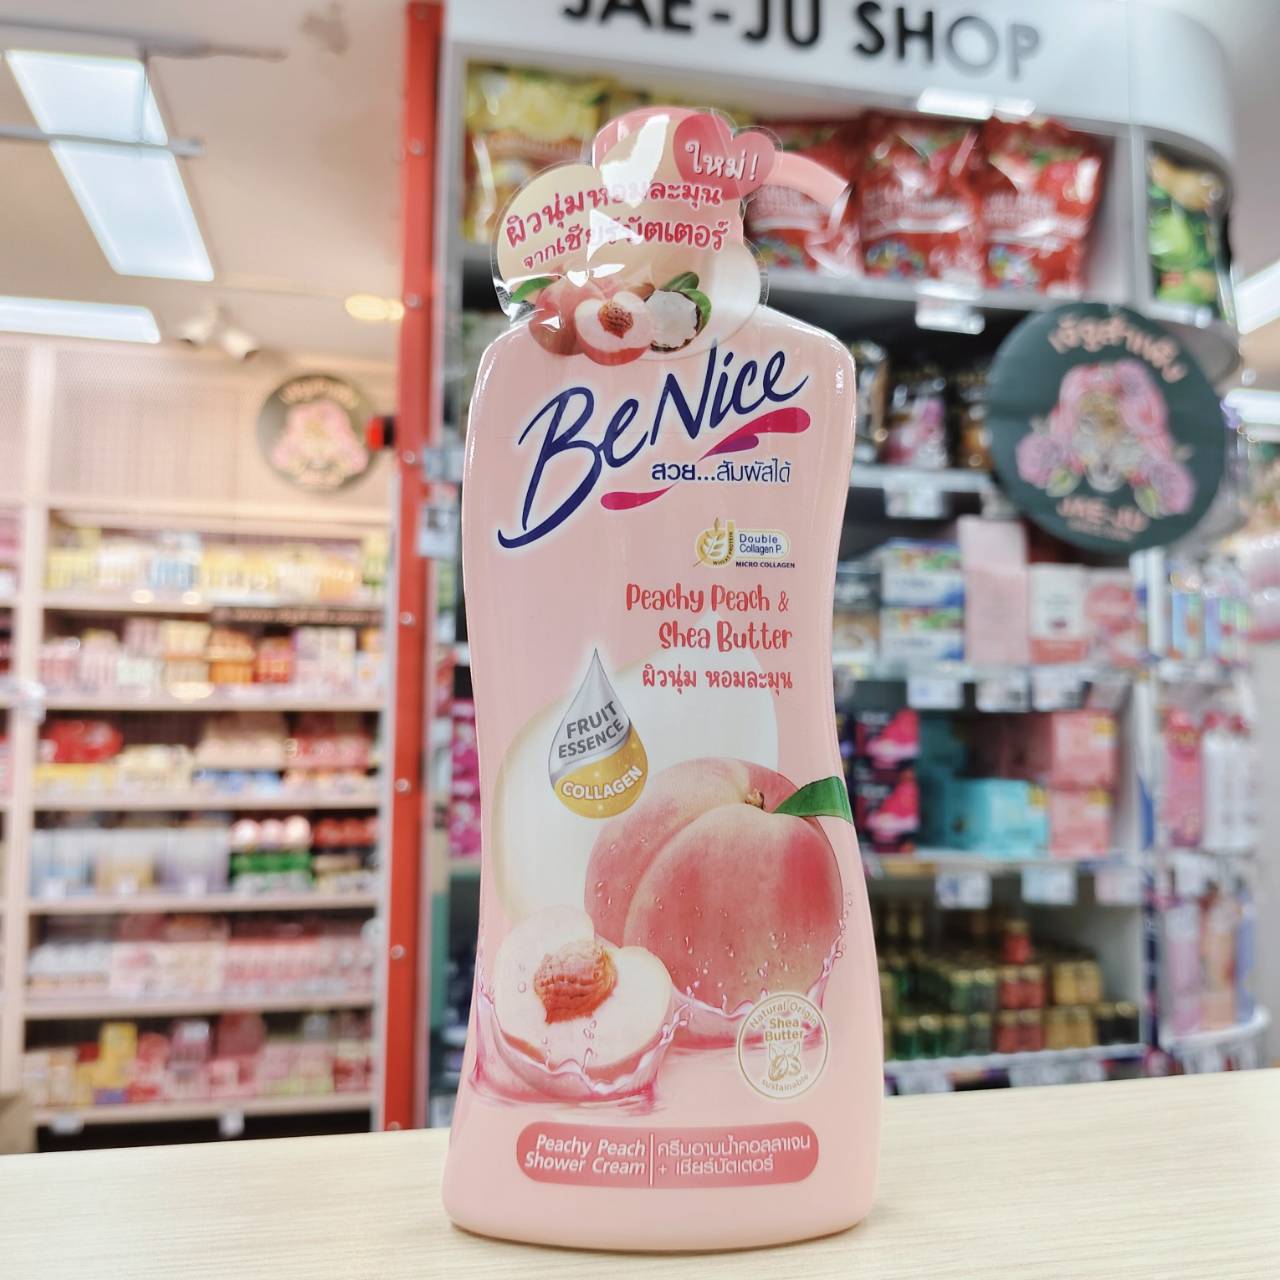 JAE-JU SHOP
ใหม่!
ผิวนุ่มหอมละมุน
จากเชียร์บัตเตอร์
BeNice
สวย...สัมผัสได้
WHEAT PROTEIN
Double
Collagen P.
MICRO COLLAGEN
Peachy Peach &
Shea Butter
ผิวนุ่ม หอมละมุน
FRUIT
ESSENCE
COLLAGEN
Natural Origin
Shea
Butter
sustainable
Peachy Peach
Shower Cream
ครีมอาบน้ำคอลลาเจน
+ เชียร์บัตเตอร์
JAE-JU